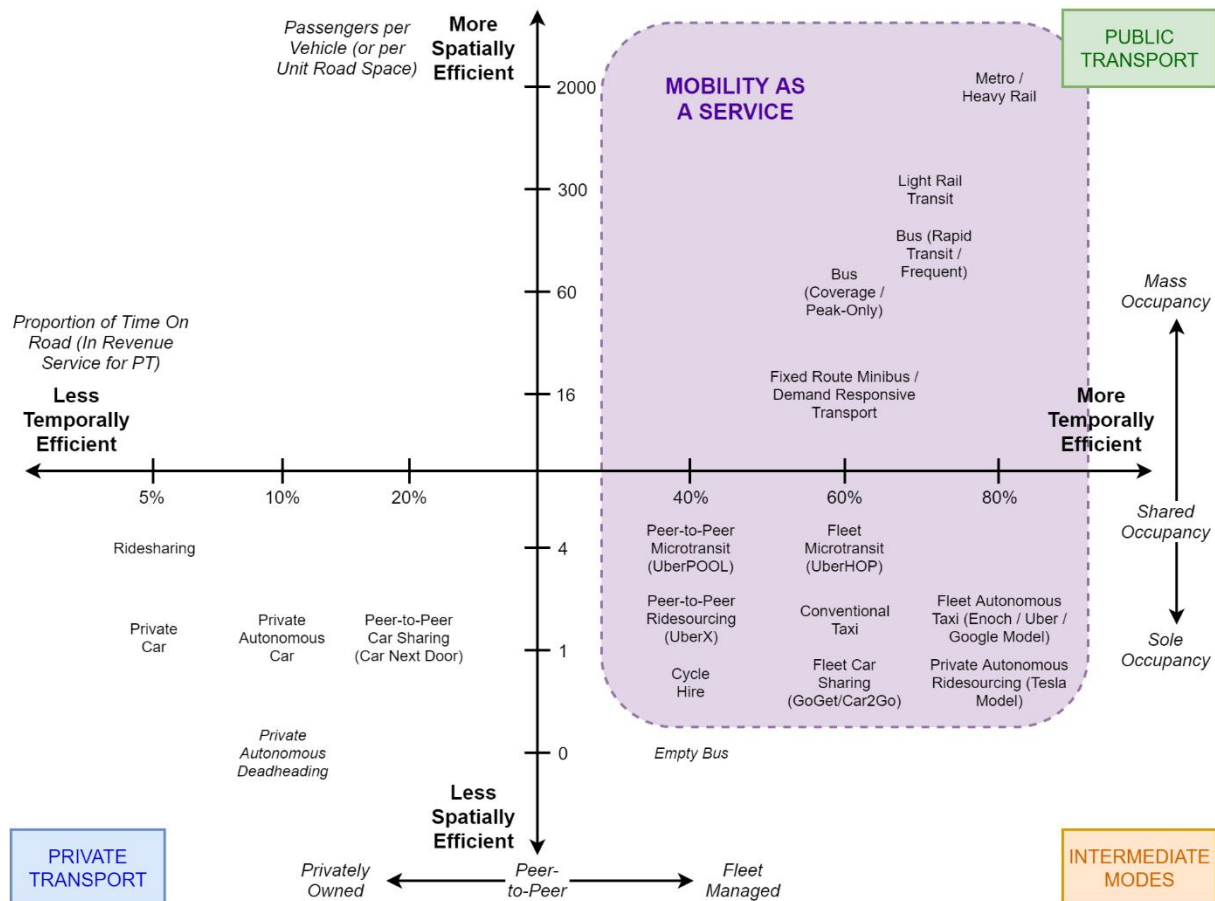 Passengers per
Vehicle (or per
Unit Road Space)
More
Spatially
Efficient
PUBLIC
TRANSPORT
MOBILITY AS
A SERVICE
Metro /
Heavy Rail
2000
Light Rail
Transit
300
Bus (Rapid
Transit /
Frequent)
Bus
(Coverage /
Peak-Only)
60
Mass
Occupancy
Proportion of Time On
Road (In Revenue
Service for PT)
Fixed Route Minibus /
Demand Responsive
Transport
16
Less
Temporally
Efficient
More
Temporally
Efficient
5%
10%
20%
40%
60%
80%
Shared
Occupancy
Ridesharing
4
Peer-to-Peer
Microtransit
(UberPOOL)
Fleet
Microtransit
(UberHOP)
Private
Car
Private
Autonomous
Car
Peer-to-Peer
Car Sharing
(Car Next Door)
1
Peer-to-Peer
Ridesourcing
(UberX)
Conventional
Taxi
Fleet Autonomous
Taxi (Enoch / Uber /
Google Model)
Sole
Occupancy
Cycle
Hire
Fleet Car
Sharing
(GoGet/Car2Go)
Private Autonomous
Ridesourcing (Tesla
Model)
Private
Autonomous
Deadheading
0
Empty Bus
Less
Spatially
Efficient
PRIVATE
TRANSPORT
Privately
Owned
Peer-
to-Peer
Fleet
Managed
INTERMEDIATE
MODES